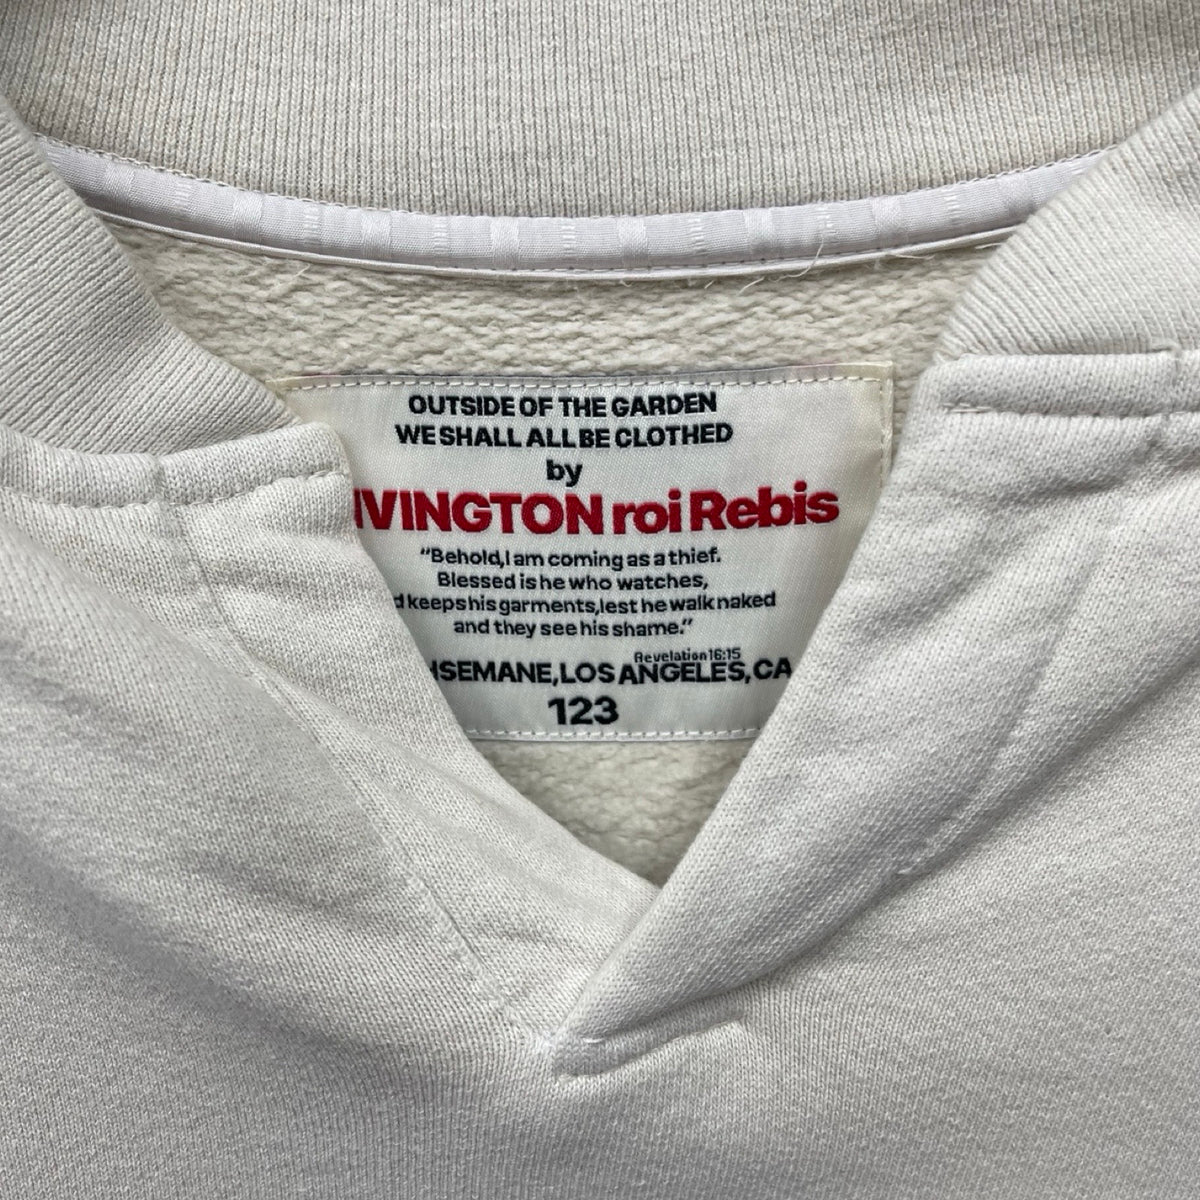 OUTSIDE OF THE GARDEN
WE SHALL ALL BE CLOTHED
by
IVINGTON roi Rebis
“Behold, I am coming as a thief.
Blessed is he who watches,
d keeps his garments, lest he walk naked
and they see his shame.”
Revelation 16:15
HSEMANE, LOS ANGELES, CA
123